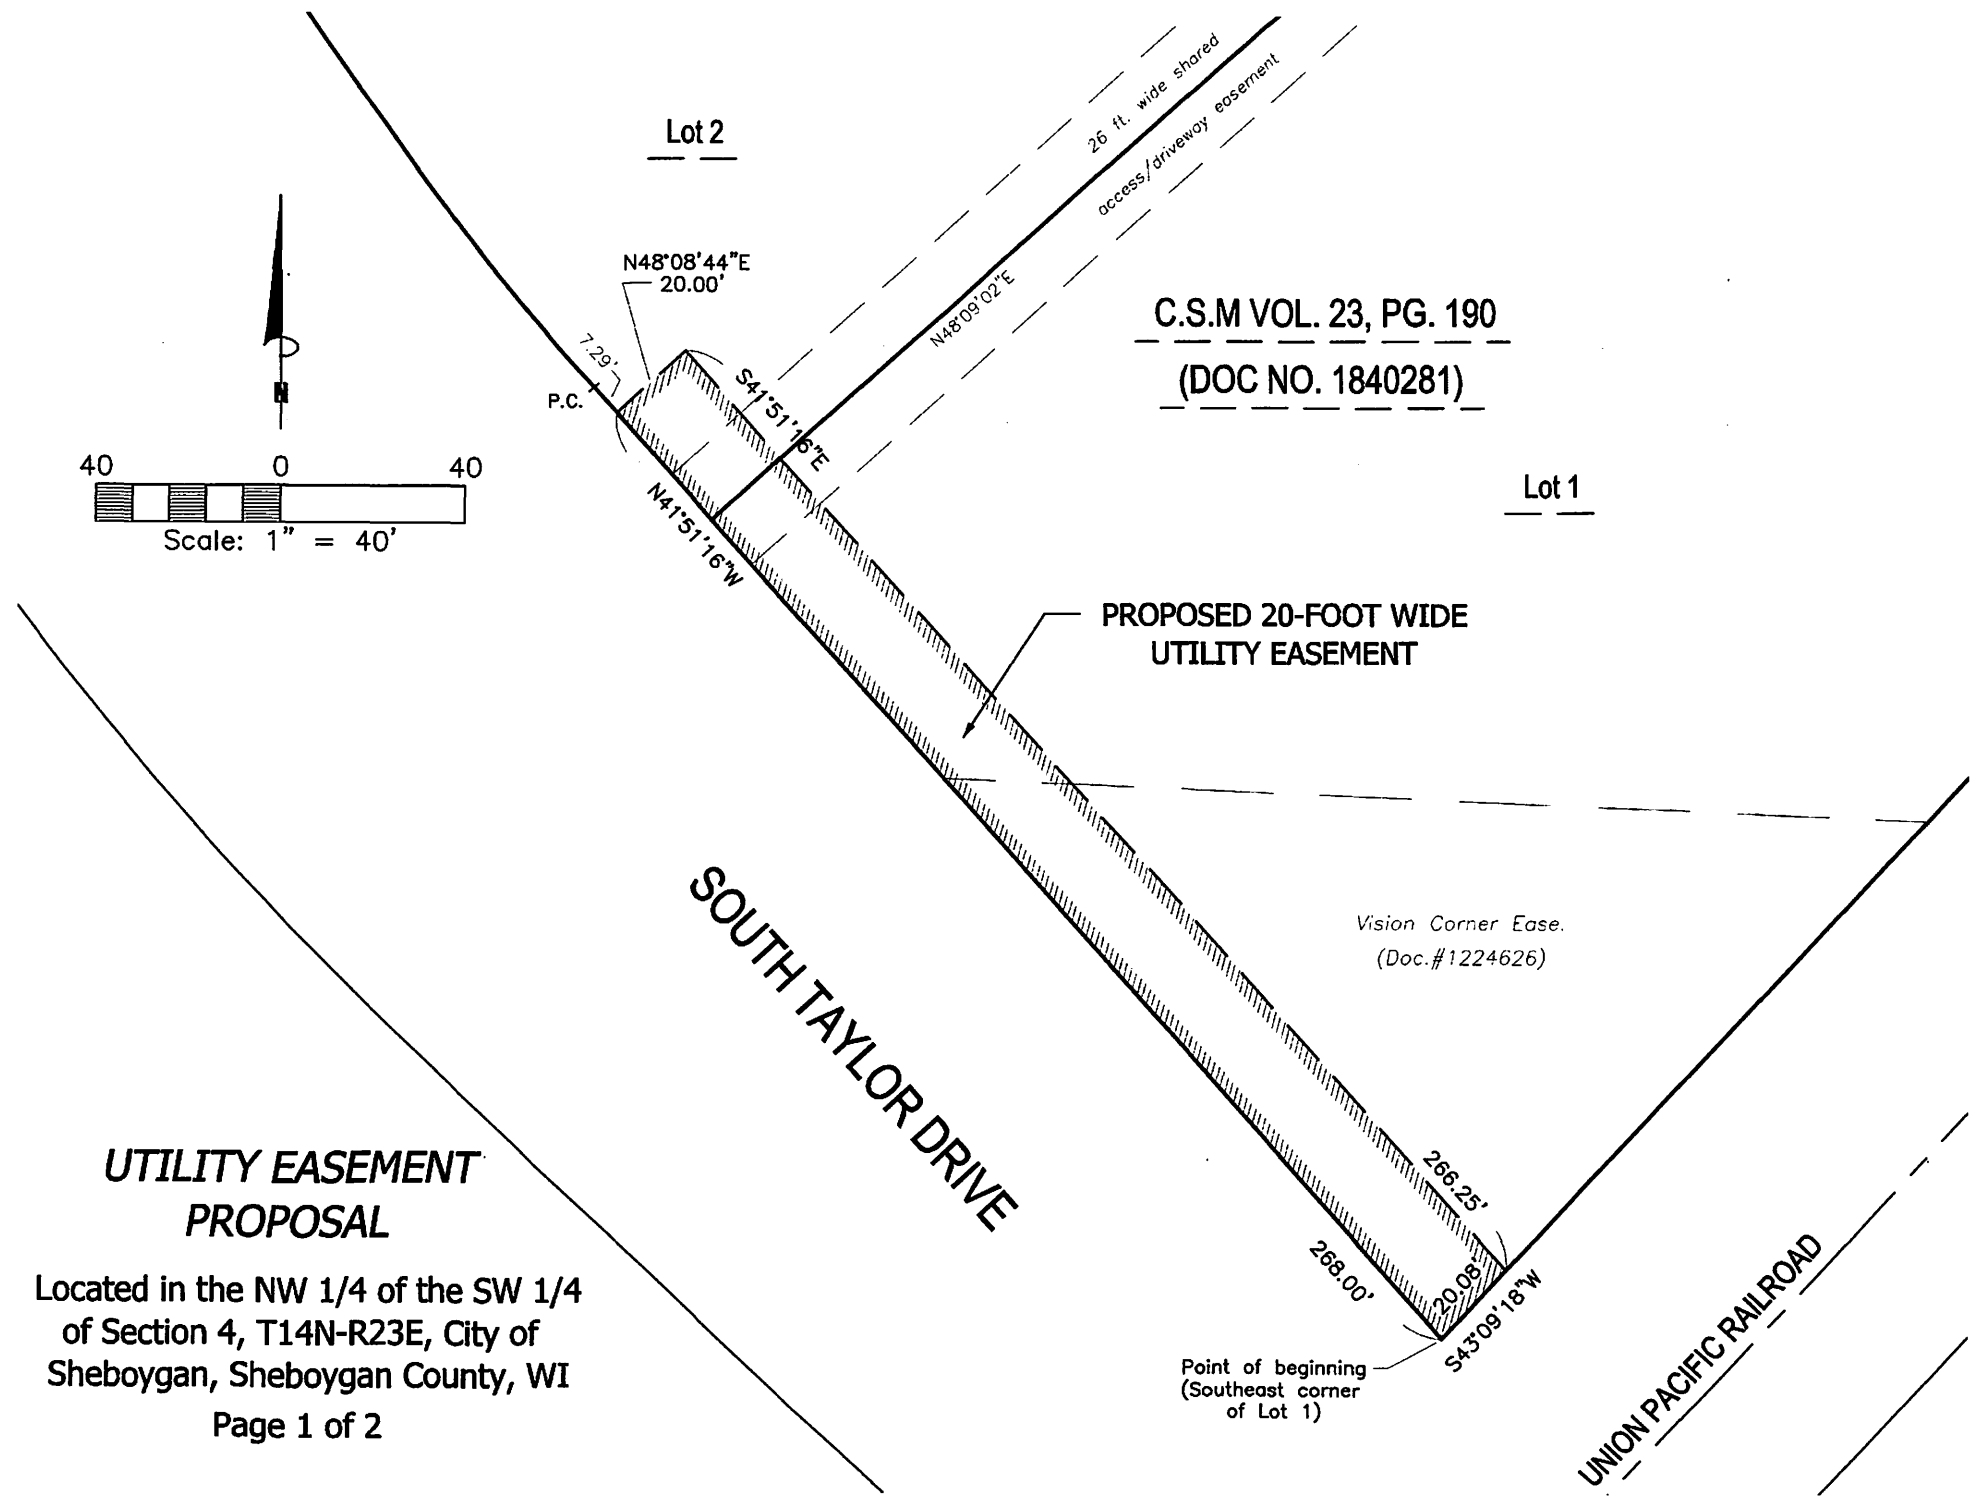 26 ft. wide shared
access/driveway easement
Lot 2
N48°08'44"E
20.00'
7.29'
P.C.
S41°51'16"E
N48°09'02"E
C.S.M VOL. 23, PG. 190
(DOC NO. 1840281)
Lot 1
N
40 0 40
Scale: 1" = 40'
N41°51'16"W
PROPOSED 20-FOOT WIDE
UTILITY EASEMENT
Vision Corner Ease.
(Doc.#1224626)
SOUTH TAYLOR DRIVE
266.25'
268.00'
20.08'
S43°09'18"W
Point of beginning
(Southeast corner
of Lot 1)
UNION PACIFIC RAILROAD
UTILITY EASEMENT
PROPOSAL
Located in the NW 1/4 of the SW 1/4
of Section 4, T14N-R23E, City of
Sheboygan, Sheboygan County, WI
Page 1 of 2